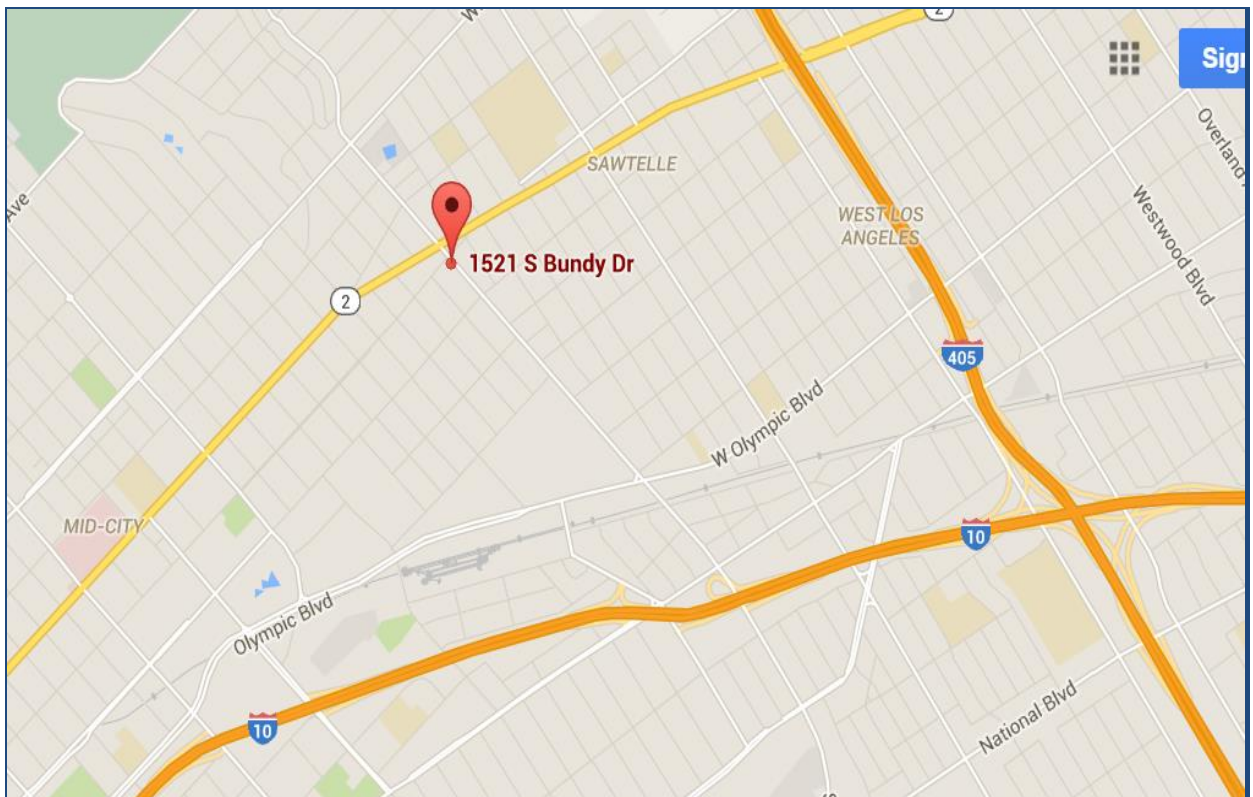 W
2
Sign
Overland
SAWTELLE
Ave
WEST LOS
ANGELES
Westwood Blvd
1521 S Bundy Dr
2
405
W Olympic Blvd
MID-CITY
10
Olympic Blvd
National Blvd
10
S